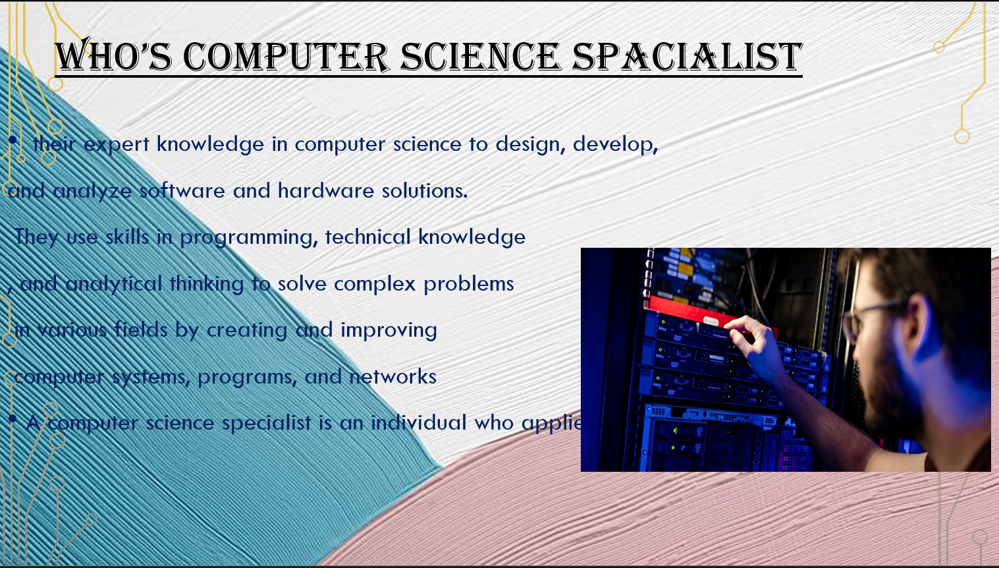 WHO'S COMPUTER SCIENCE SPACIALIST
• their expert knowledge in computer science to design, develop,
and analyze software and hardware solutions.
They use skills in programming, technical knowledge
, and analytical thinking to solve complex problems
in various fields by creating and improving
computer systems, programs, and networks
• A computer science specialist is an individual who applie